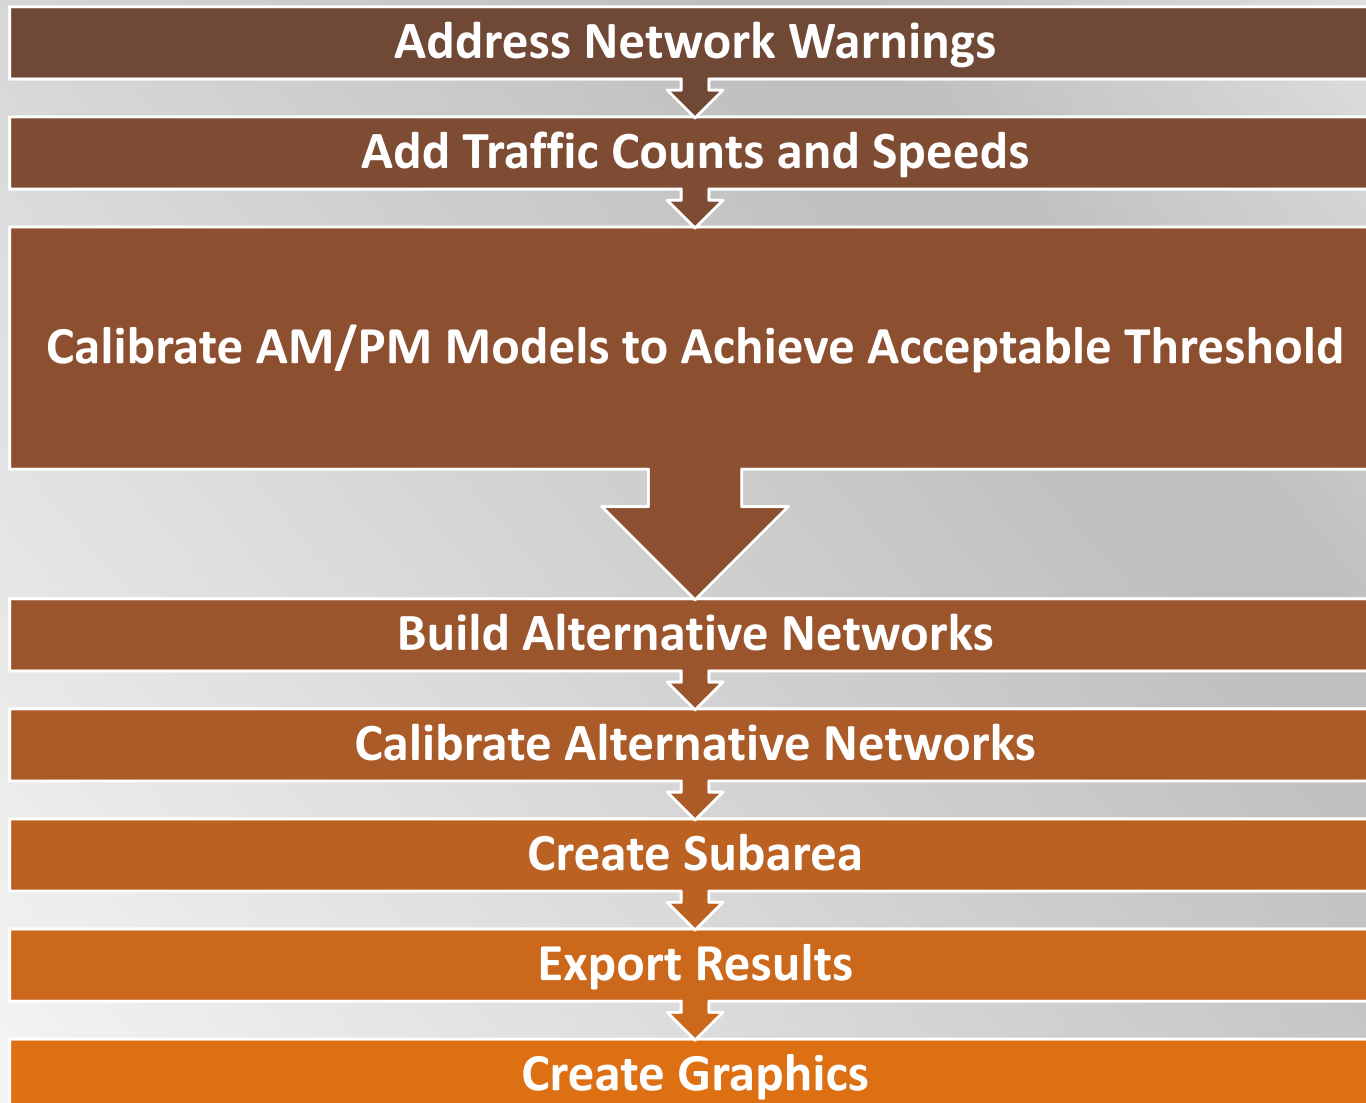 Address Network Warnings
Add Traffic Counts and Speeds
Calibrate AM/PM Models to Achieve Acceptable Threshold
Build Alternative Networks
Calibrate Alternative Networks
Create Subarea
Export Results
Create Graphics